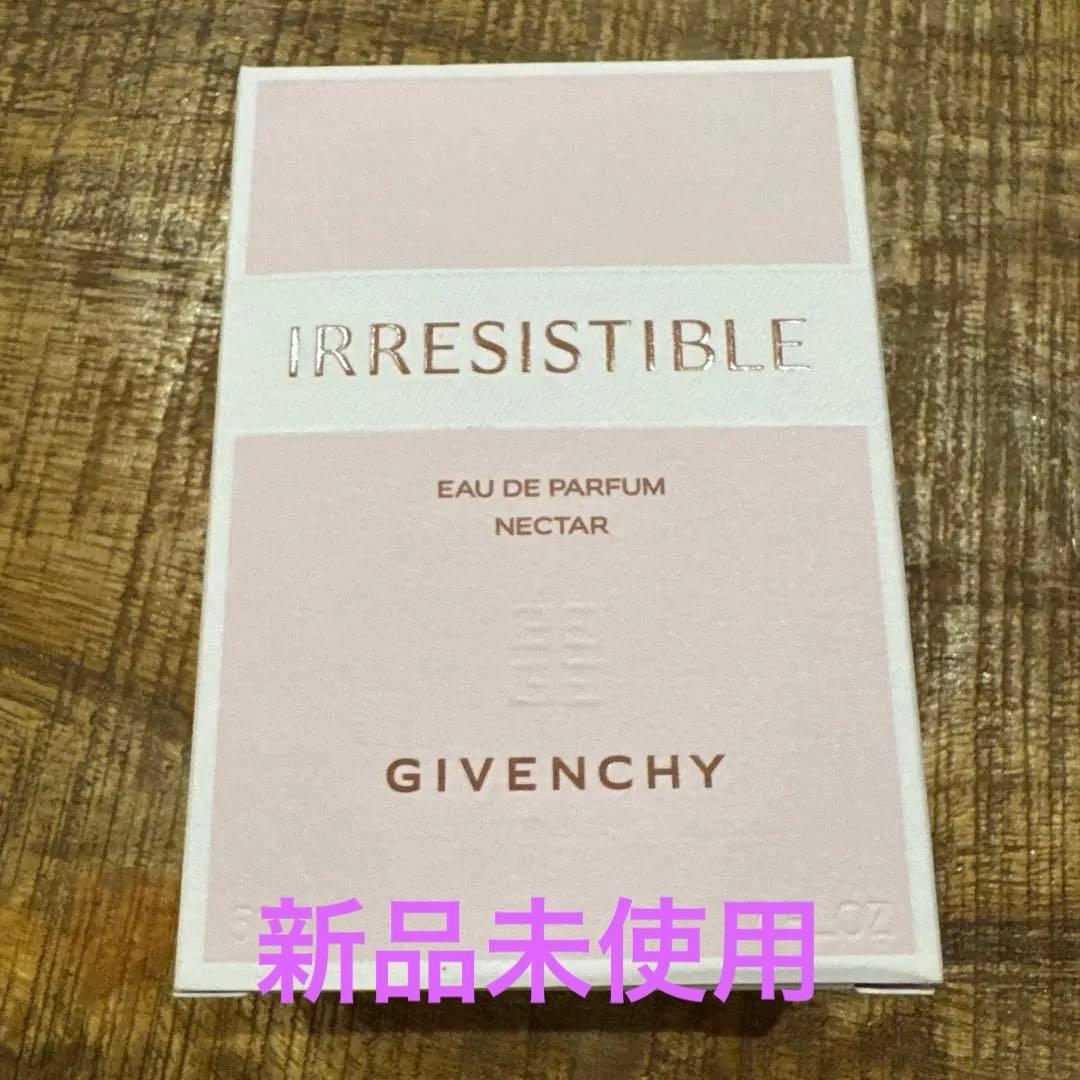 IRRESISTIBLE
EAU DE PARFUM
NECTAR
GIVENCHY
新品未使用